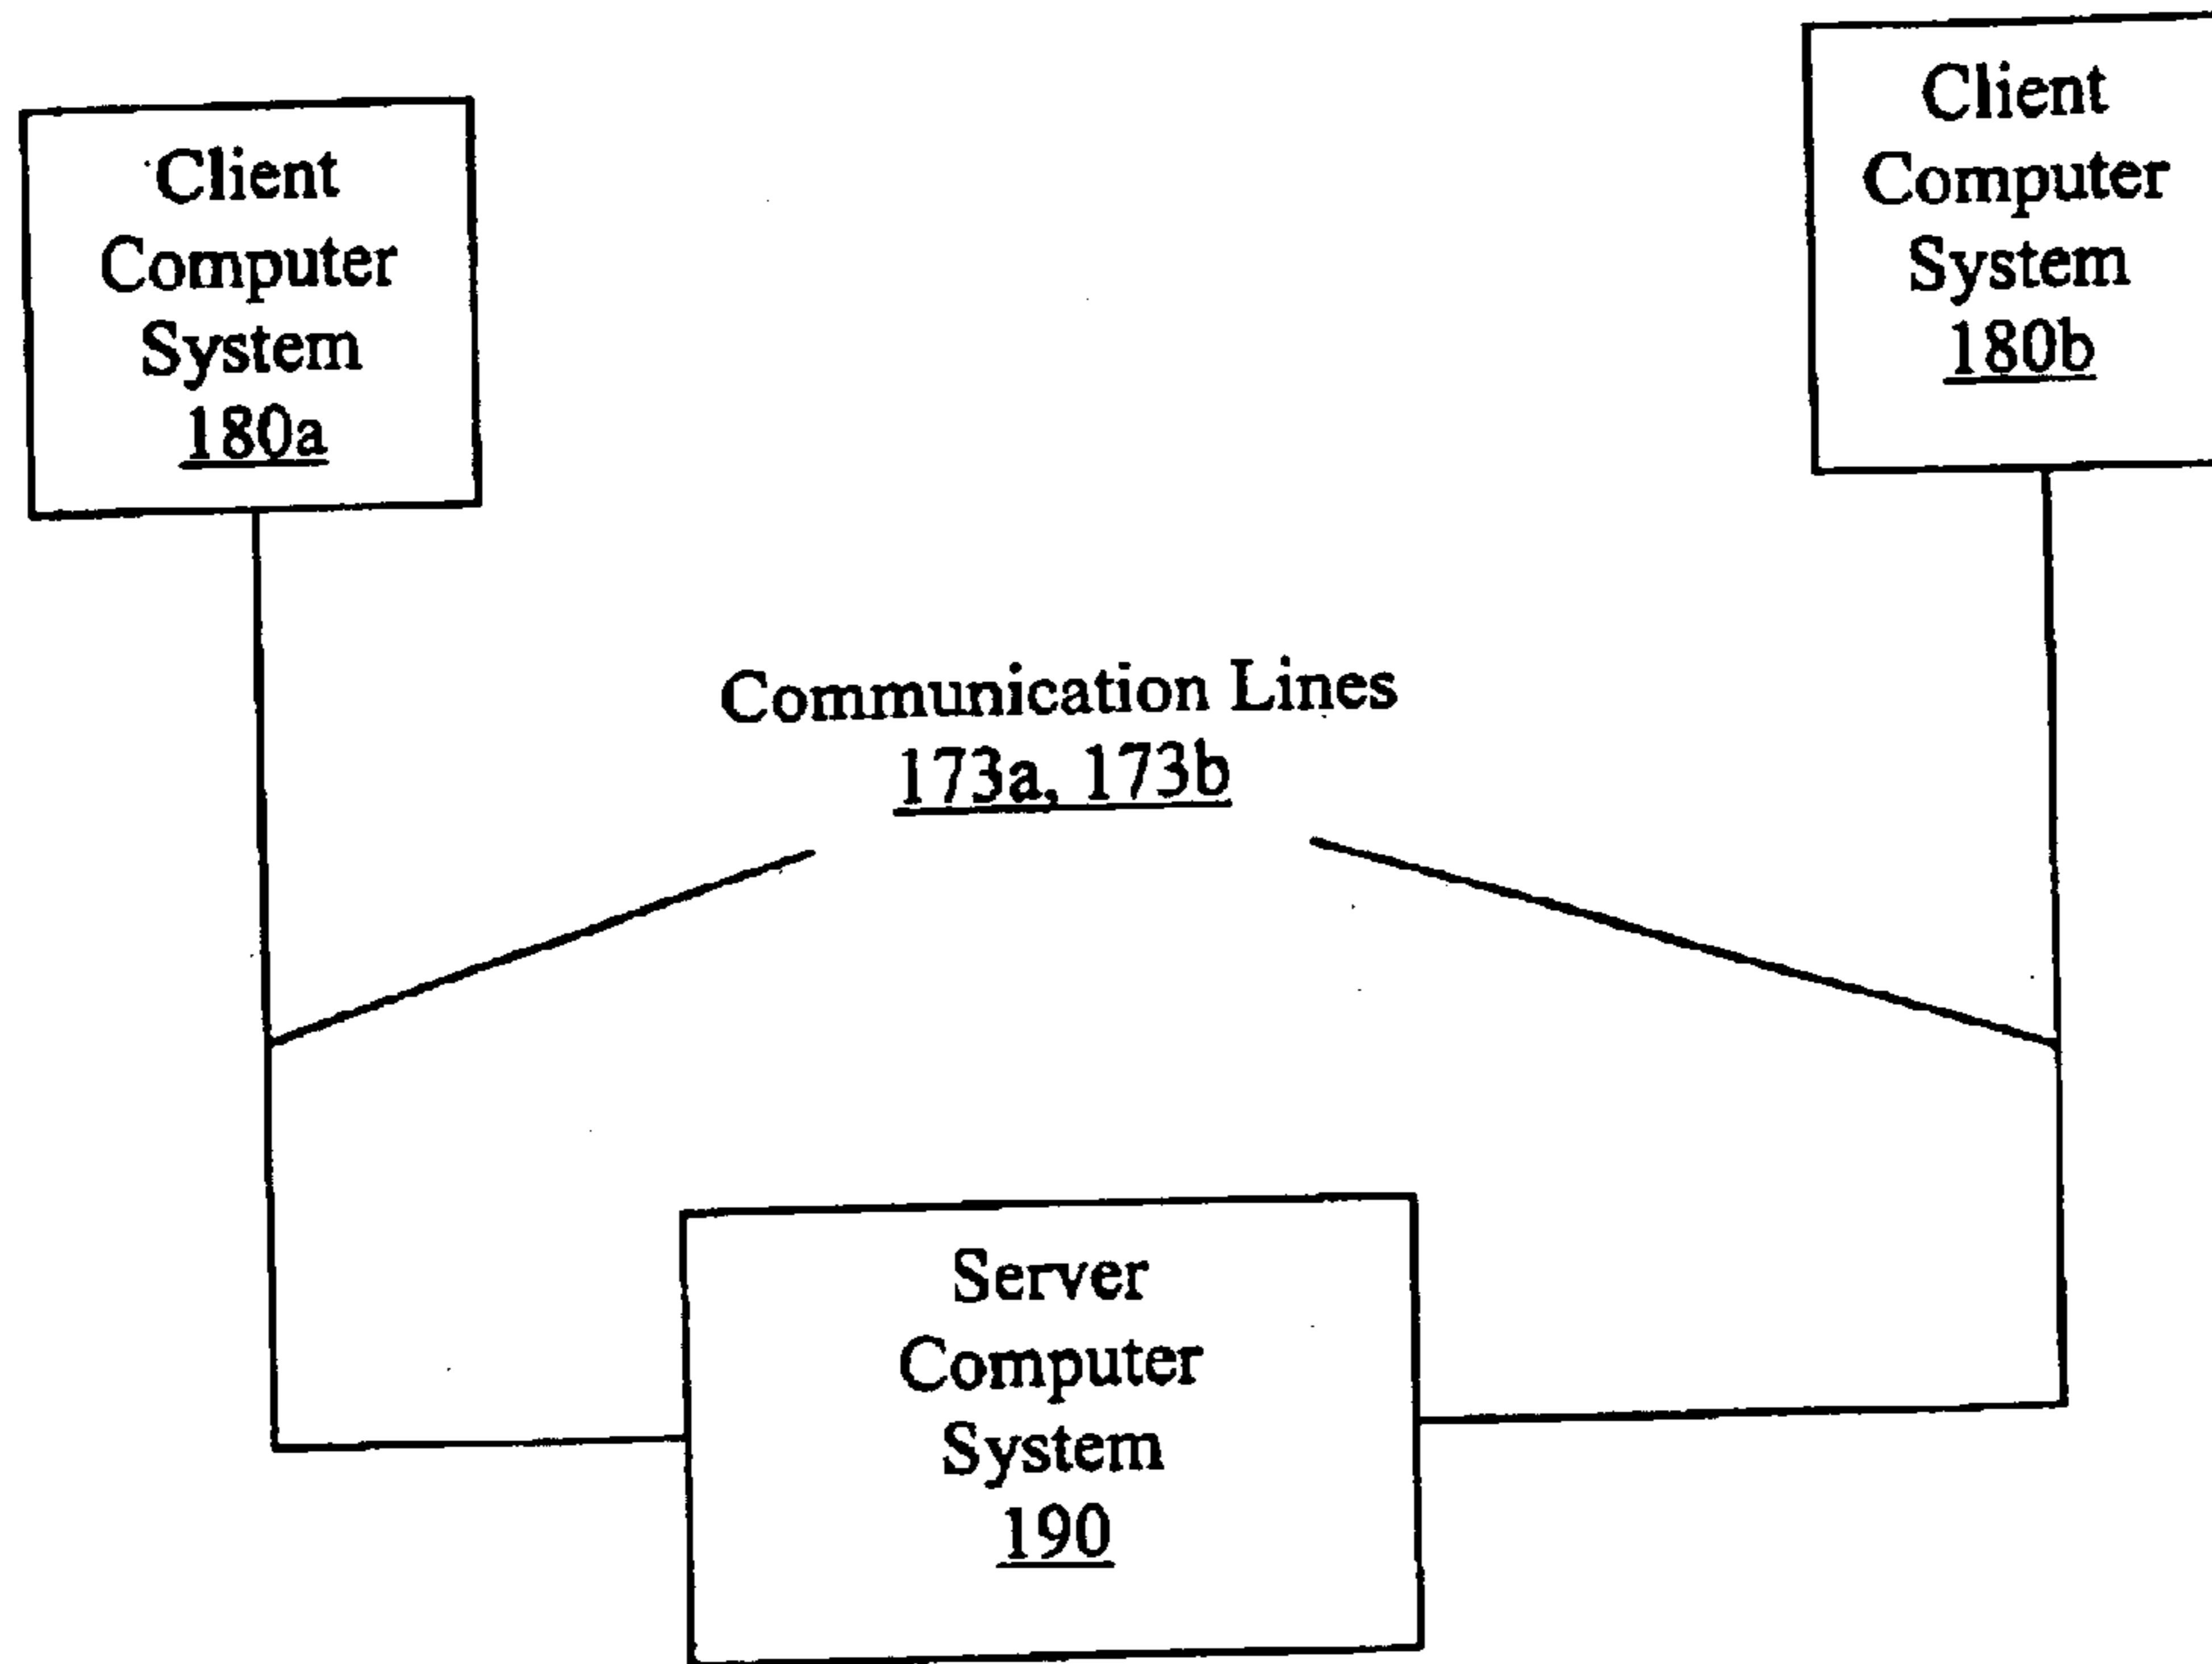 Client
Computer
System
180a
Client
Computer
System
180b
Communication Lines
173a, 173b
Server
Computer
System
190